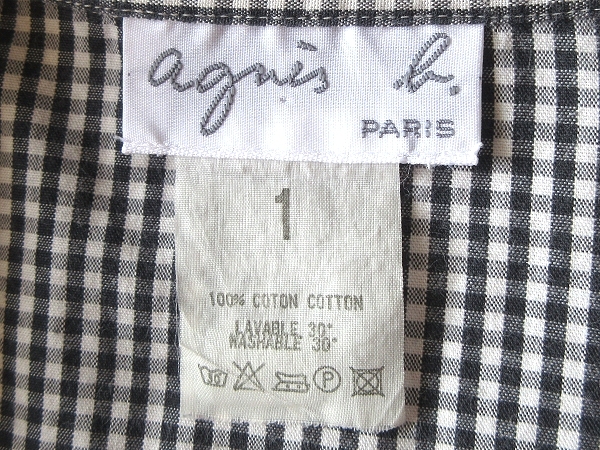 agnès b.
PARIS
1
100% COTON COTTON
LAVABLE 30°
WASHABLE 30°
P